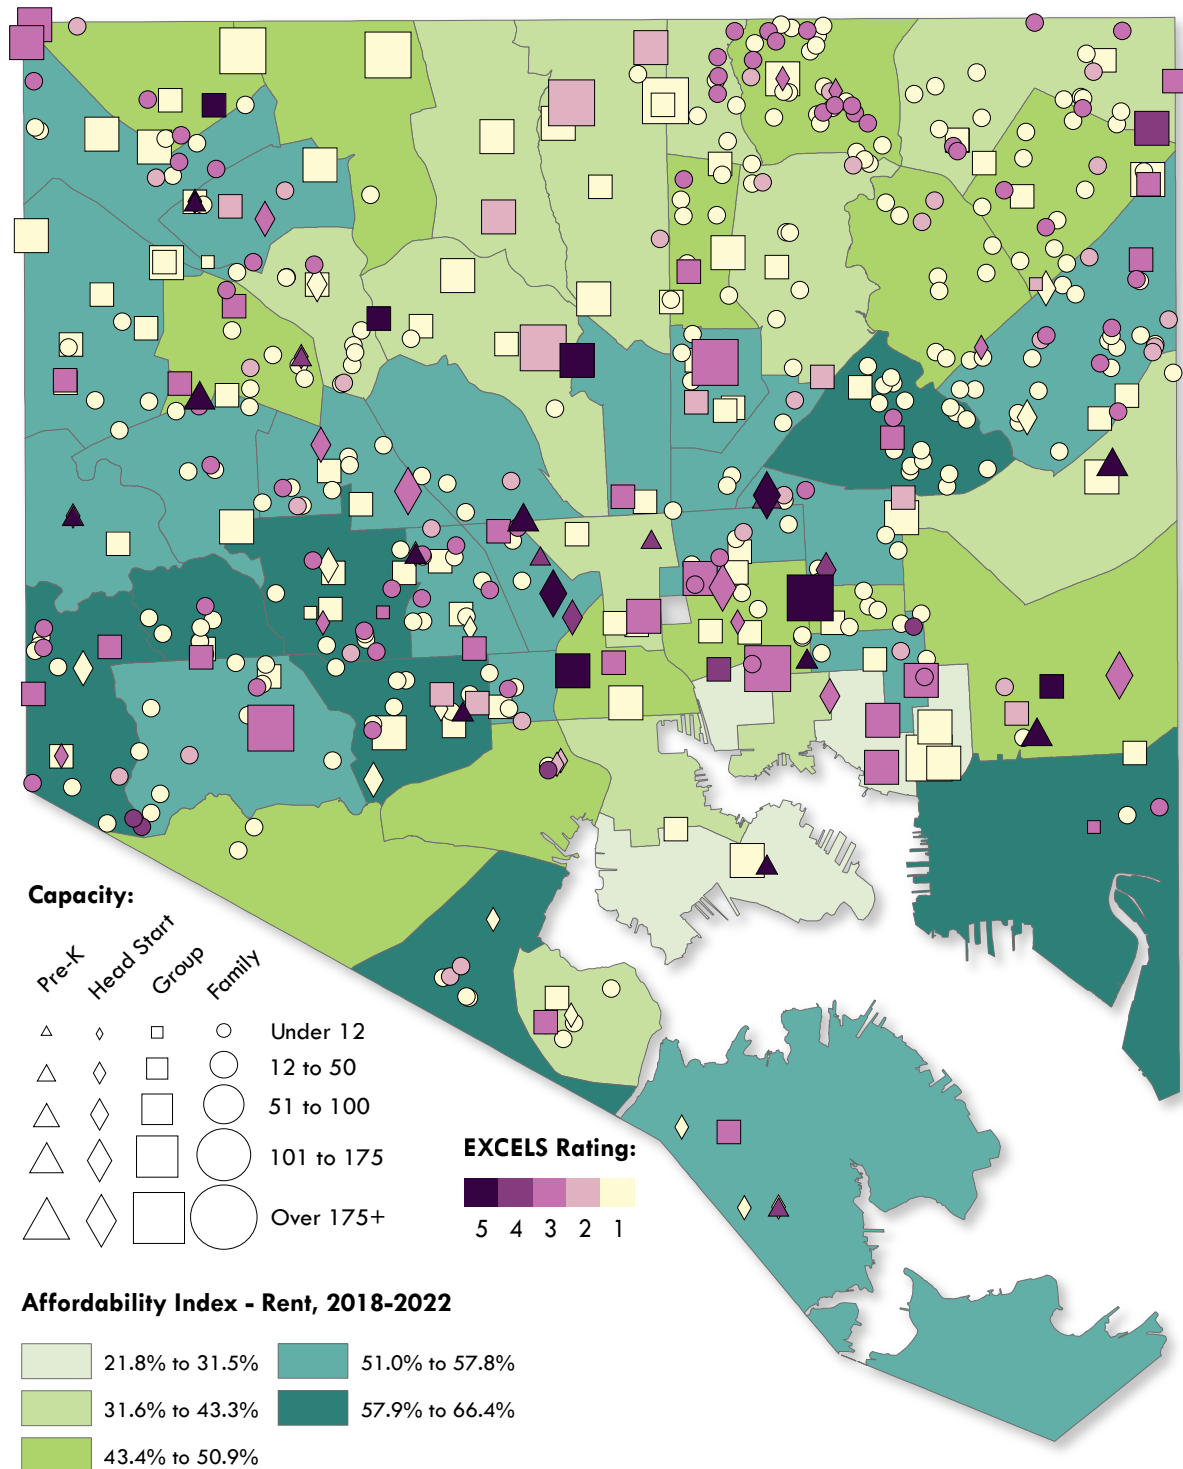 Capacity:
Pre-K
Head Start
Group
Family
Under 12
12 to 50
51 to 100
101 to 175
Over 175+
EXCELS Rating:
5 4 3 2 1
Affordability Index - Rent, 2018-2022
21.8% to 31.5%
51.0% to 57.8%
31.6% to 43.3%
57.9% to 66.4%
43.4% to 50.9%